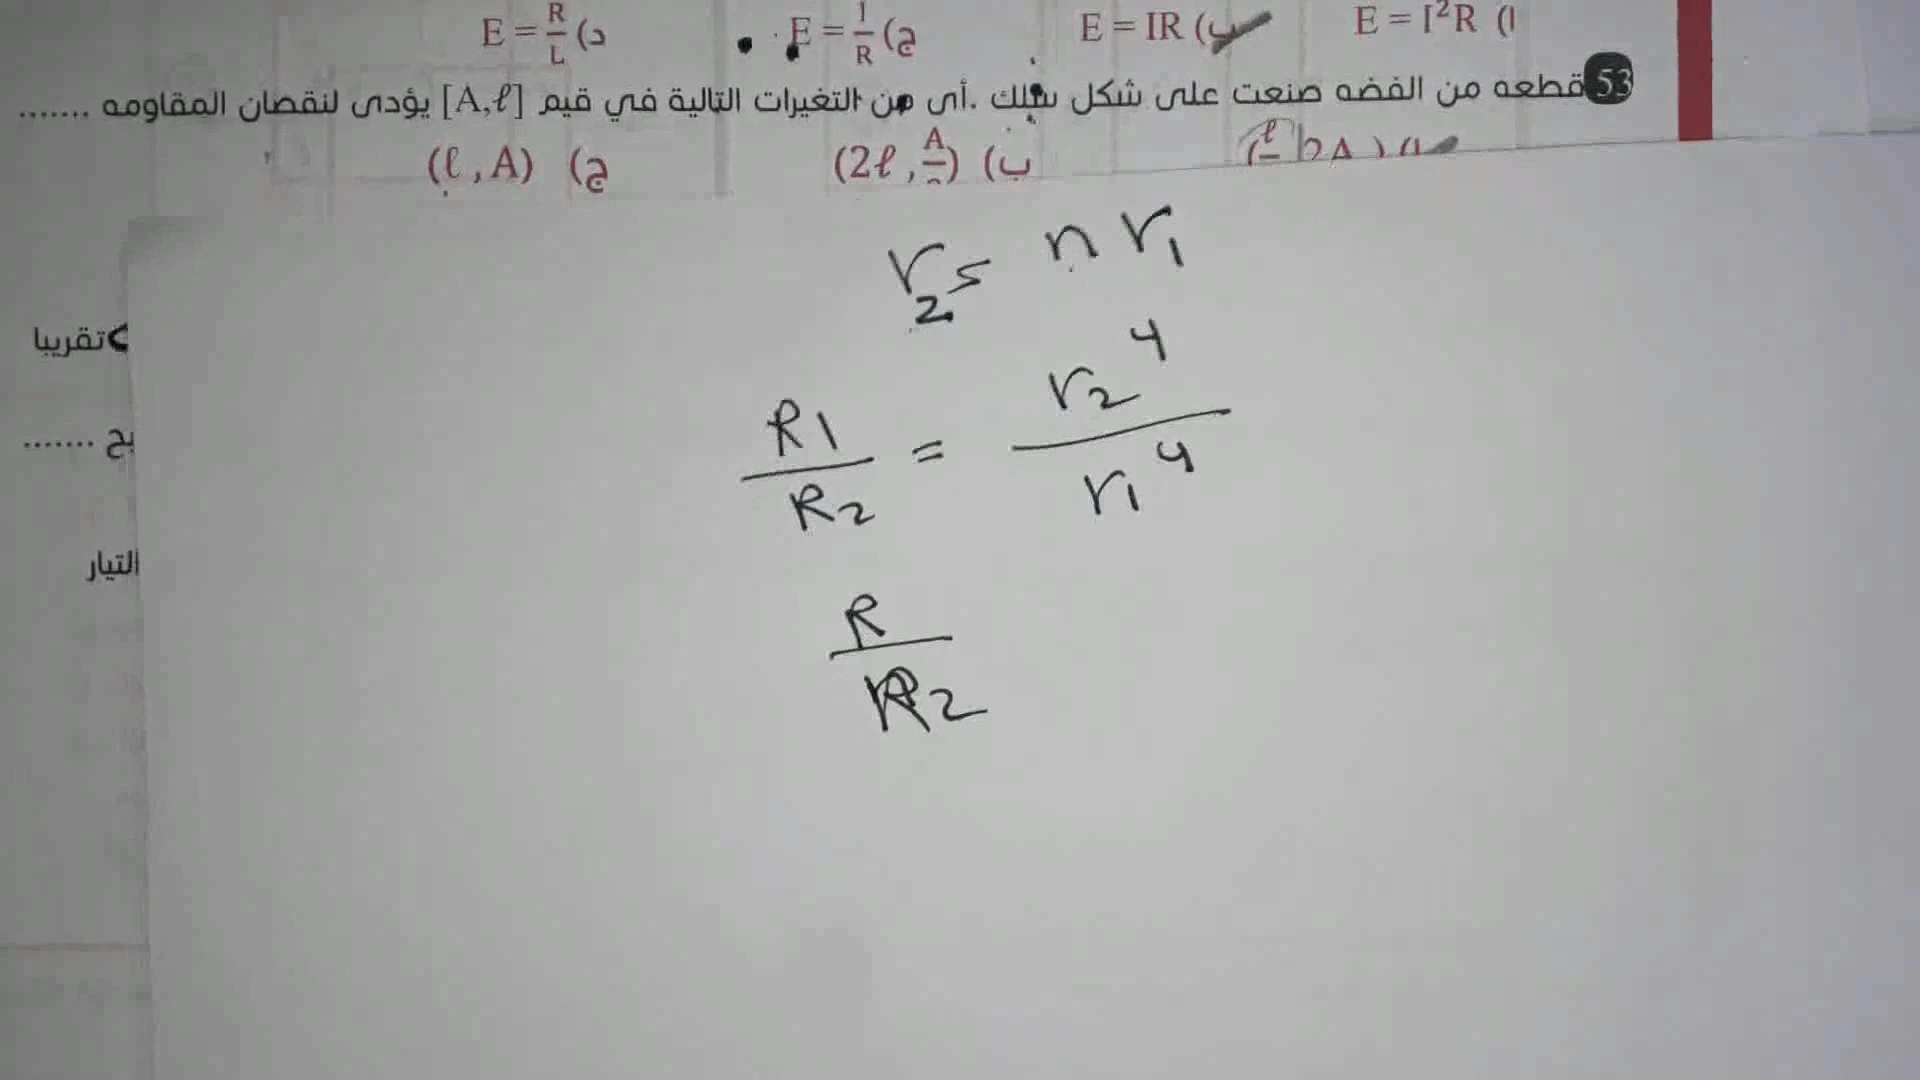 ا) E = I²R ب) E = IR ج) E = 1/R د) E = R/L
53 قطعه من الفضه صنعت على شكل سلك .أى من التغيرات التالية في قيم [A,ℓ] يؤدى لنقصان المقاومه .......
ب) (2ℓ , A/ ج) (ℓ , A)
r₂ = n r₁
تقريبا
R1/R2 = r2⁴/r1⁴
.......
التيار
R/R2